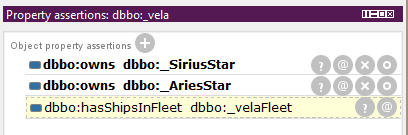 Property assertions: dbbo:_vela
Object property assertions
dbbo:owns dbbo:_SiriusStar
dbbo:owns dbbo:_AriesStar
dbbo:hasShipsInFleet dbbo:_velaFleet